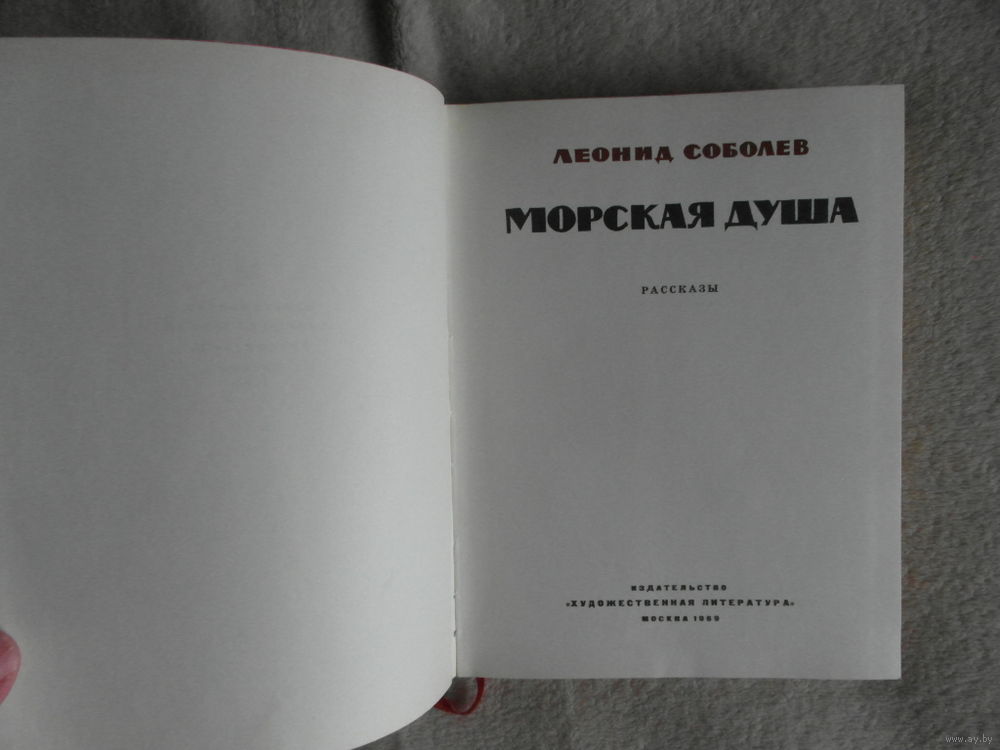 ЛЕОНИД СОБОЛЕВ
МОРСКАЯ ДУША
РАССКАЗЫ
ИЗДАТЕЛЬСТВО
«ХУДОЖЕСТВЕННАЯ ЛИТЕРАТУРА»
МОСКВА 1969
www.ay.by